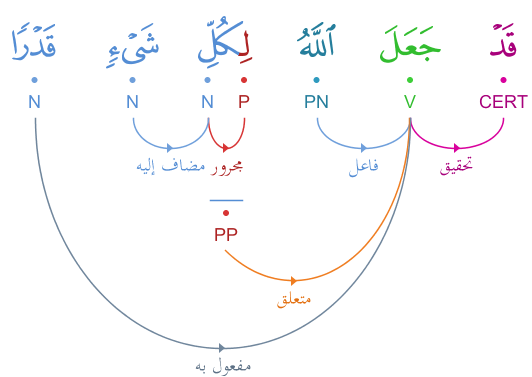 قَدْ جَعَلَ ٱللَّهُ لِكُلِّ شَىْءٍ قَدْرًا
CERT V PN P N N N
تحقيق فاعل مجرور مضاف إليه
PP
متعلق
مفعول به